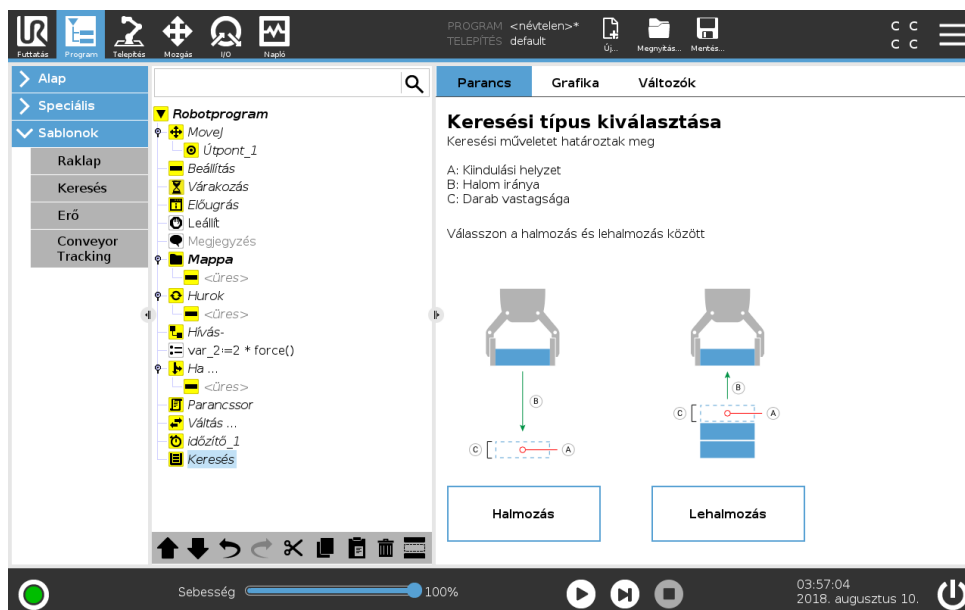 PROGRAM <névtelen>*
TELEPÍTÉS default
Futtatás Program Telepítés Mozgás I/O Napló Új... Megnyitás... Mentés...
C C
C C
Alap
Speciális
Sablonok
Raklap
Keresés
Erő
Conveyor
Tracking
Robotprogram
MoveJ
Útpont_1
Beállítás
Várakozás
Előugrás
Leállít
Megjegyzés
Mappa
<üres>
Hurok
<üres>
Hívás-
var_2:=2 * force()
Ha ...
<üres>
Parancssor
Váltás ...
időzítő_1
Keresés
Parancs Grafika Változók
Keresési típus kiválasztása
Keresési műveletet határoztak meg
A: Kiindulási helyzet
B: Halom iránya
C: Darab vastagsága
Válasszon a halmozás és lehalmozás között
B
C A
B
C A
Halmozás Lehalmozás
Sebesség 100%
03:57:04
2018. augusztus 10.